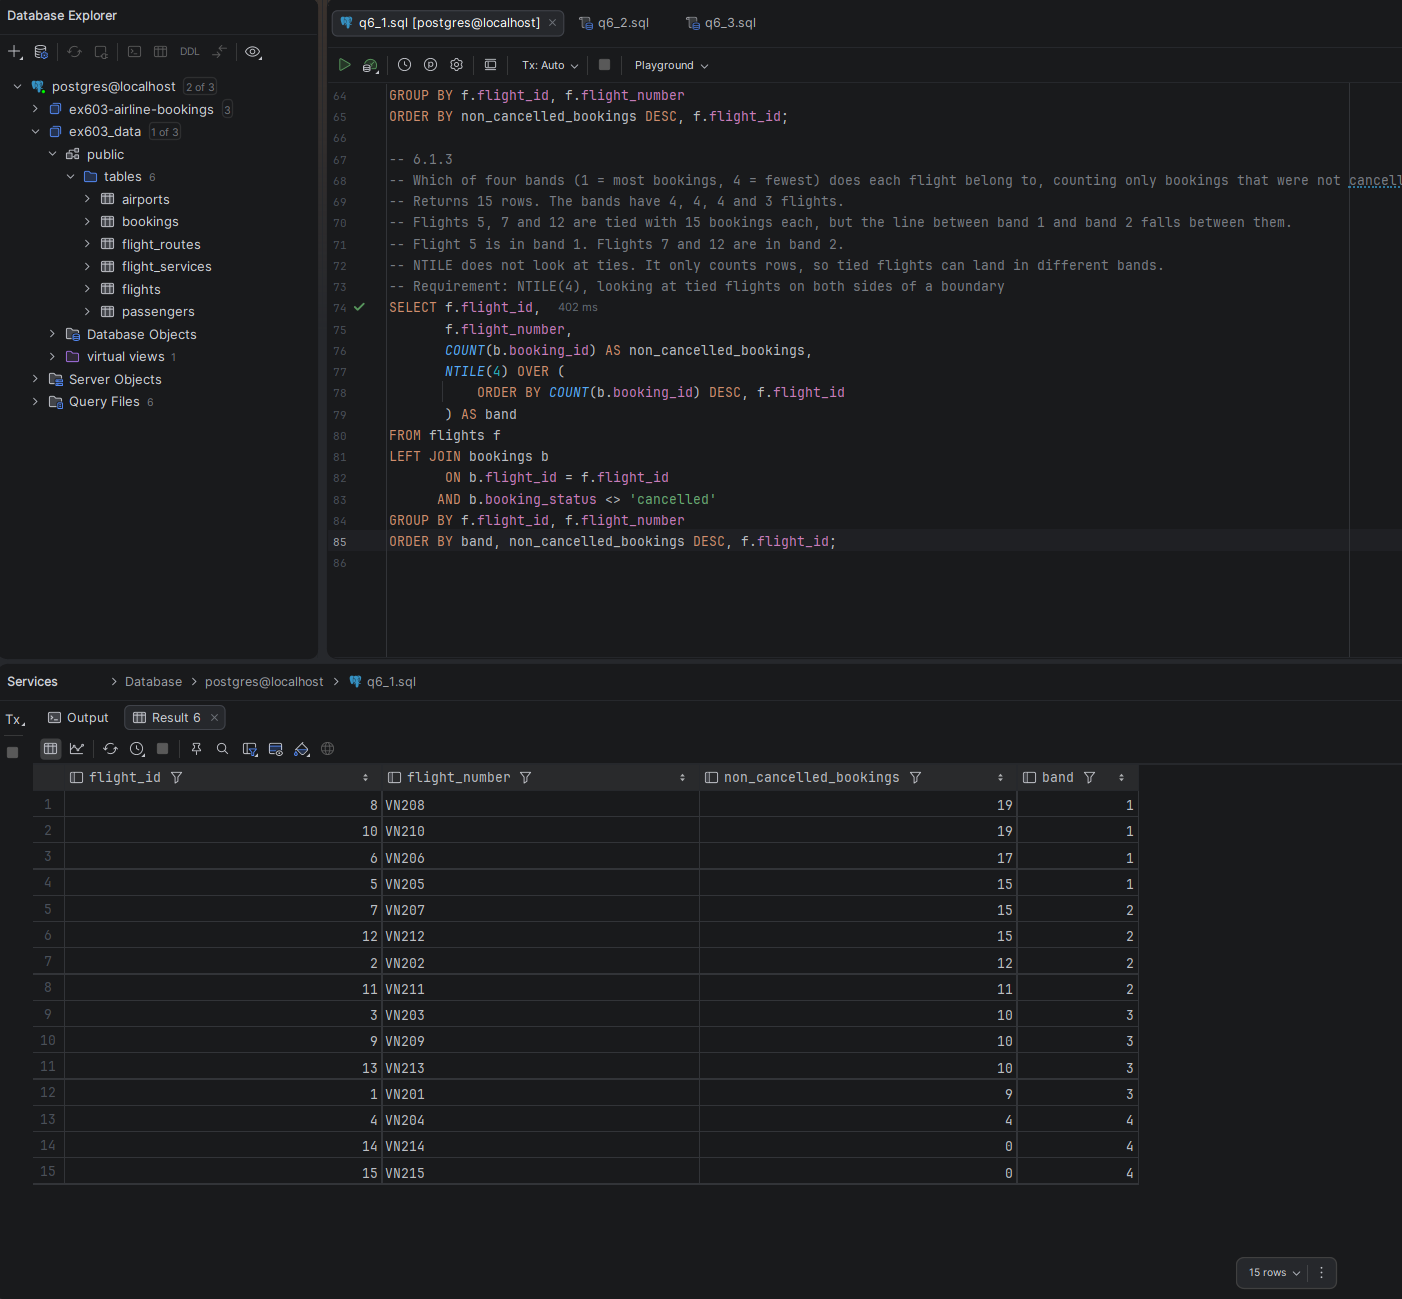 Database Explorer
DDL
postgres@localhost 2 of 3
ex603-airline-bookings 3
ex603_data 1 of 3
public
tables 6
airports
bookings
flight_routes
flight_services
flights
passengers
Database Objects
virtual views 1
Server Objects
Query Files 6
q6_1.sql [postgres@localhost] q6_2.sql q6_3.sql
Tx: Auto Playground
64 GROUP BY f.flight_id, f.flight_number
65 ORDER BY non_cancelled_bookings DESC, f.flight_id;
66
67 -- 6.1.3
68 -- Which of four bands (1 = most bookings, 4 = fewest) does each flight belong to, counting only bookings that were not cancell
69 -- Returns 15 rows. The bands have 4, 4, 4 and 3 flights.
70 -- Flights 5, 7 and 12 are tied with 15 bookings each, but the line between band 1 and band 2 falls between them.
71 -- Flight 5 is in band 1. Flights 7 and 12 are in band 2.
72 -- NTILE does not look at ties. It only counts rows, so tied flights can land in different bands.
73 -- Requirement: NTILE(4), looking at tied flights on both sides of a boundary
74 SELECT f.flight_id, 402 ms
75 f.flight_number,
76 COUNT(b.booking_id) AS non_cancelled_bookings,
77 NTILE(4) OVER (
78 ORDER BY COUNT(b.booking_id) DESC, f.flight_id
79 ) AS band
80 FROM flights f
81 LEFT JOIN bookings b
82 ON b.flight_id = f.flight_id
83 AND b.booking_status <> 'cancelled'
84 GROUP BY f.flight_id, f.flight_number
85 ORDER BY band, non_cancelled_bookings DESC, f.flight_id;
86
Services Database postgres@localhost q6_1.sql
Tx Output Result 6
flight_id flight_number non_cancelled_bookings band
1 8 VN208 19 1
2 10 VN210 19 1
3 6 VN206 17 1
4 5 VN205 15 1
5 7 VN207 15 2
6 12 VN212 15 2
7 2 VN202 12 2
8 11 VN211 11 2
9 3 VN203 10 3
10 9 VN209 10 3
11 13 VN213 10 3
12 1 VN201 9 3
13 4 VN204 4 4
14 14 VN214 0 4
15 15 VN215 0 4
15 rows